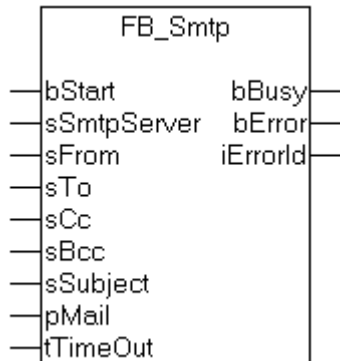 FB_Smtp
bStart bBusy
sSmtpServer bError
sFrom iErrorId
sTo
sCc
sBcc
sSubject
pMail
tTimeOut